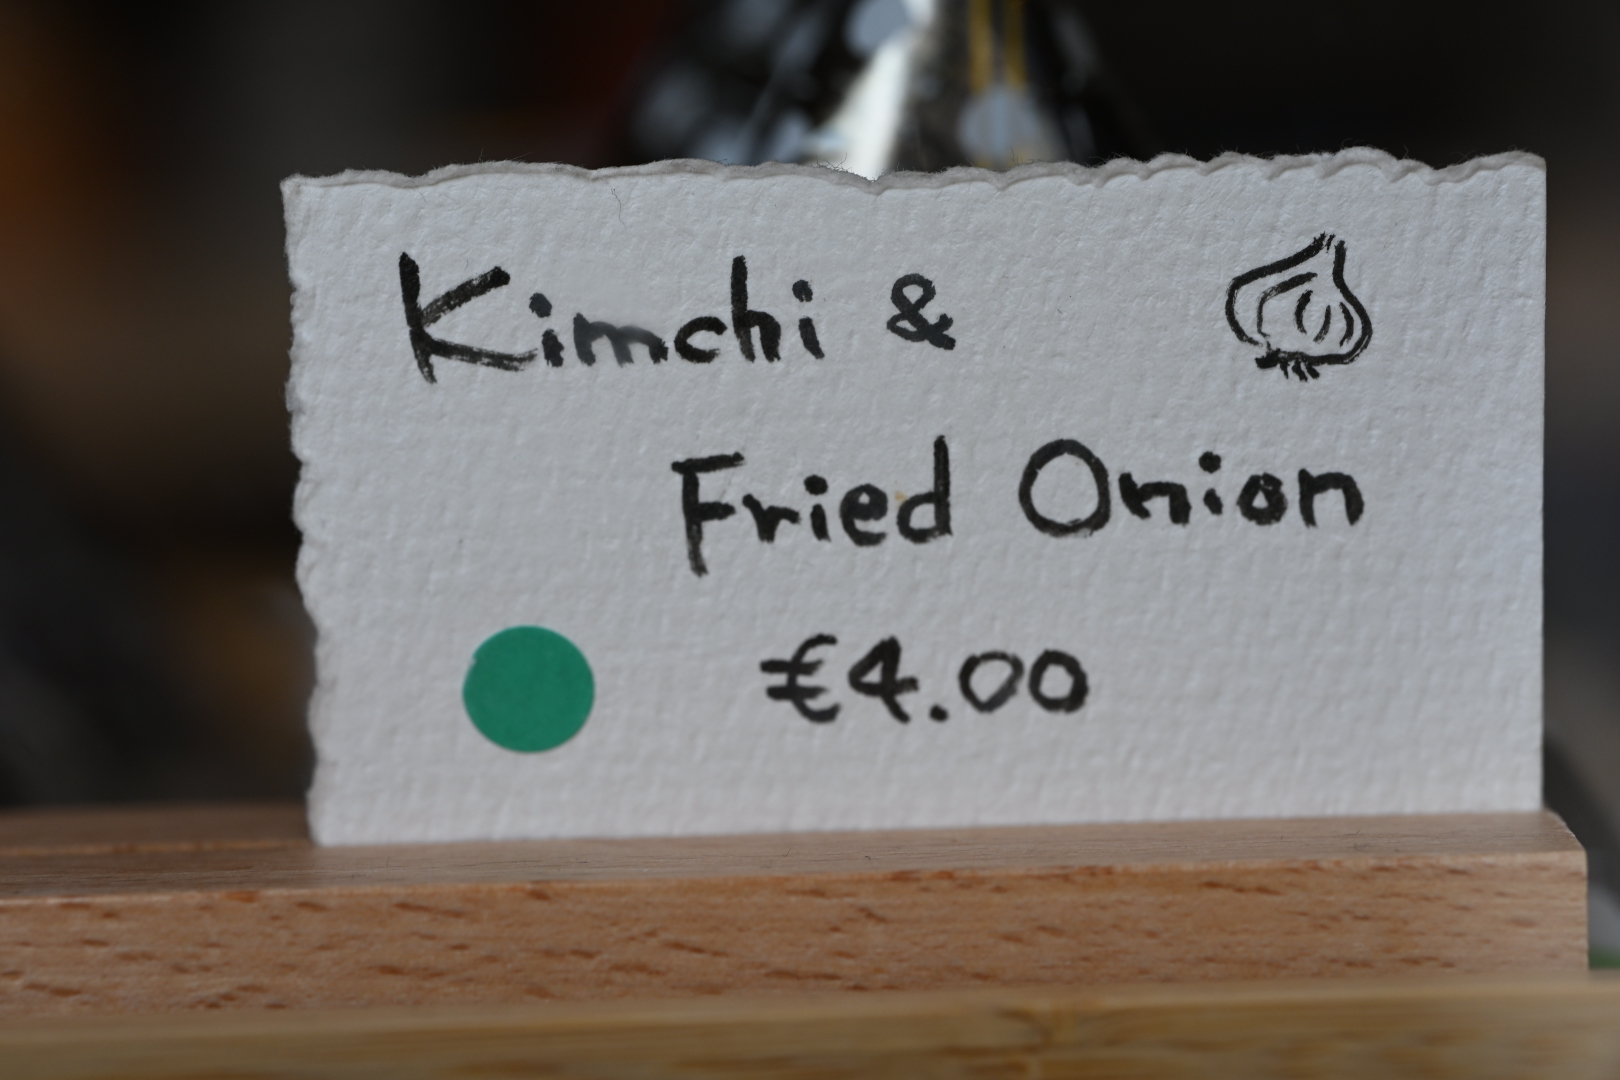 Kimchi &
Fried Onion
€4.00